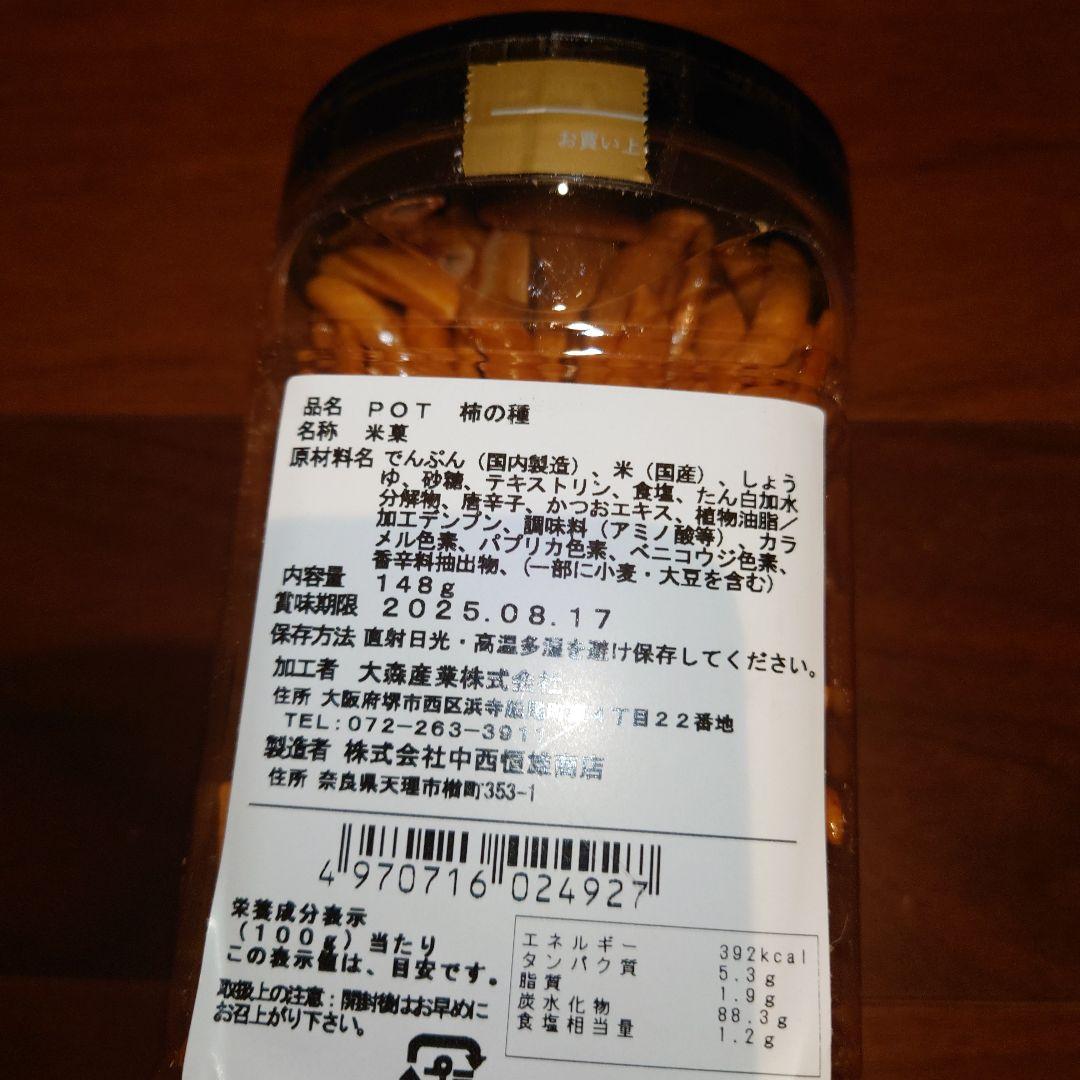 お買い上
品名 POT 柿の種
名称 米菓
原材料名 でんぷん（国内製造）、米（国産）、しょう
ゆ、砂糖、テキストリン、食塩、たん白加水
分解物、唐辛子、かつおエキス、植物油脂／
加工デンプン、調味料（アミノ酸等）、カラ
メル色素、パプリカ色素、ベニコウジ色素、
香辛料抽出物、（一部に小麦・大豆を含む）
内容量 148g
賞味期限 2025.08.17
保存方法 直射日光・高温多湿を避け保存してください。
加工者 大森産業株式会社
住所 大阪府堺市西区浜寺 4丁目22番地
TEL:072-263-3911
製造者 株式会社中西恒雄商店
住所 奈良県天理市楢町353-1
4 970716 024927
栄養成分表示
(100g)当たり
この表示値は、目安です。
取扱上の注意：開封後はお早めに
お召上がり下さい。
エネルギー 392kcal
タンパク質 5.3g
脂質 1.9g
炭水化物 88.3g
食塩相当量 1.2g